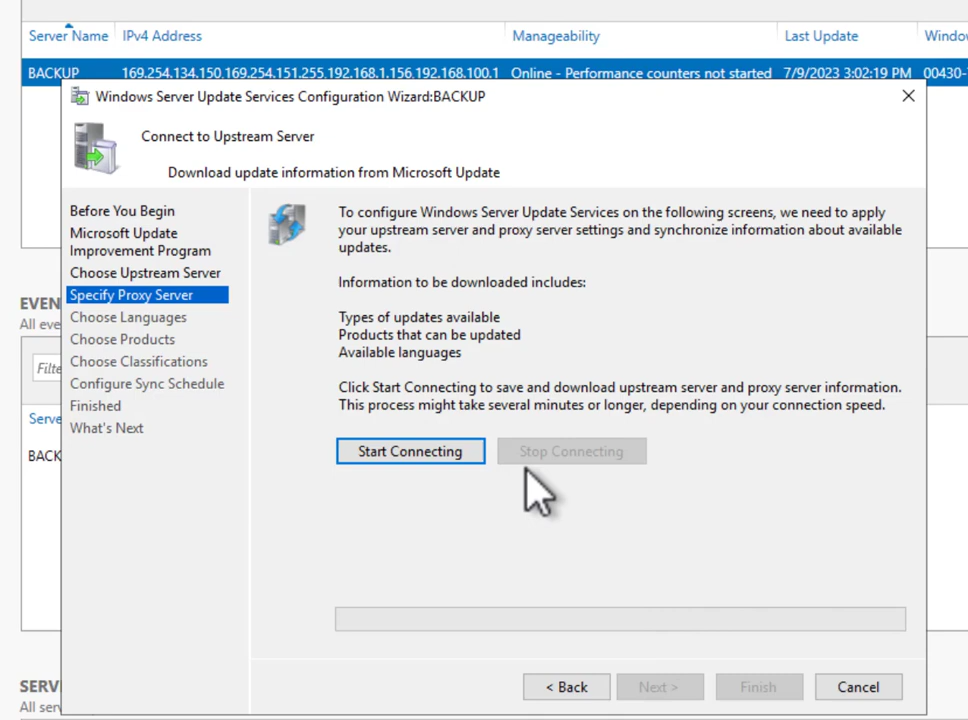 Server Name IPv4 Address Manageability Last Update Windo
BACKUP 169.254.134.150,169.254.151.255,192.168.1.156,192.168.100.1 Online - Performance counters not started 7/9/2023 3:02:19 PM 00430-
Windows Server Update Services Configuration Wizard:BACKUP
Connect to Upstream Server
Download update information from Microsoft Update
Before You Begin
Microsoft Update
Improvement Program
Choose Upstream Server
Specify Proxy Server
Choose Languages
Choose Products
Choose Classifications
Configure Sync Schedule
Finished
What's Next
To configure Windows Server Update Services on the following screens, we need to apply
your upstream server and proxy server settings and synchronize information about available
updates.
Information to be downloaded includes:
Types of updates available
Products that can be updated
Available languages
Click Start Connecting to save and download upstream server and proxy server information.
This process might take several minutes or longer, depending on your connection speed.
Start Connecting Stop Connecting
< Back Next > Finish Cancel
EVEN
All eve
Filte
Serve
BACK
SERV
All serv